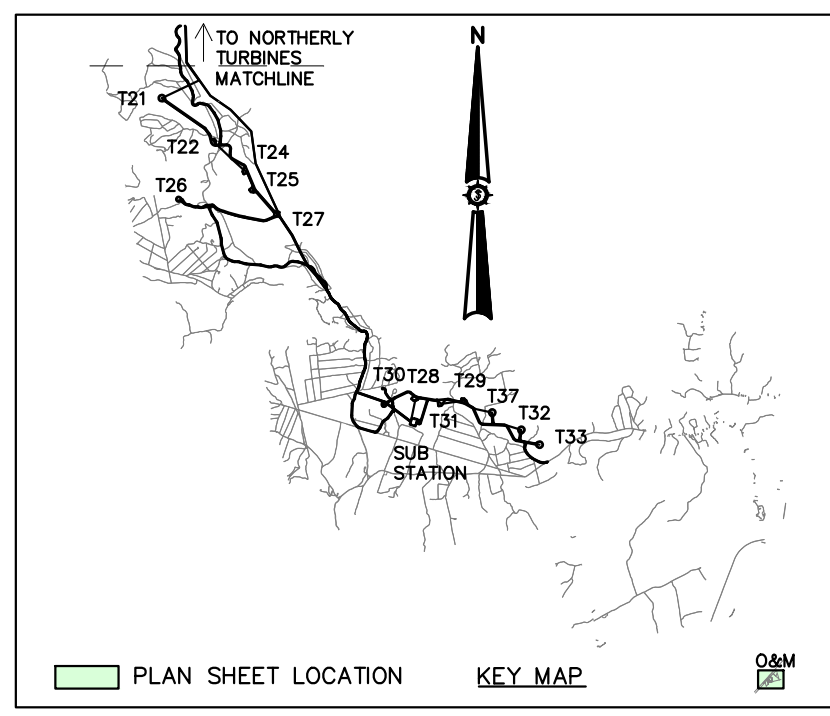 TO NORTHERLY
TURBINES
MATCHLINE
N
T21
T22
T24
T25
T26
T27
T30
T28
T29
T37
T32
T31
T33
SUB
STATION
PLAN SHEET LOCATION
KEY MAP
O&M